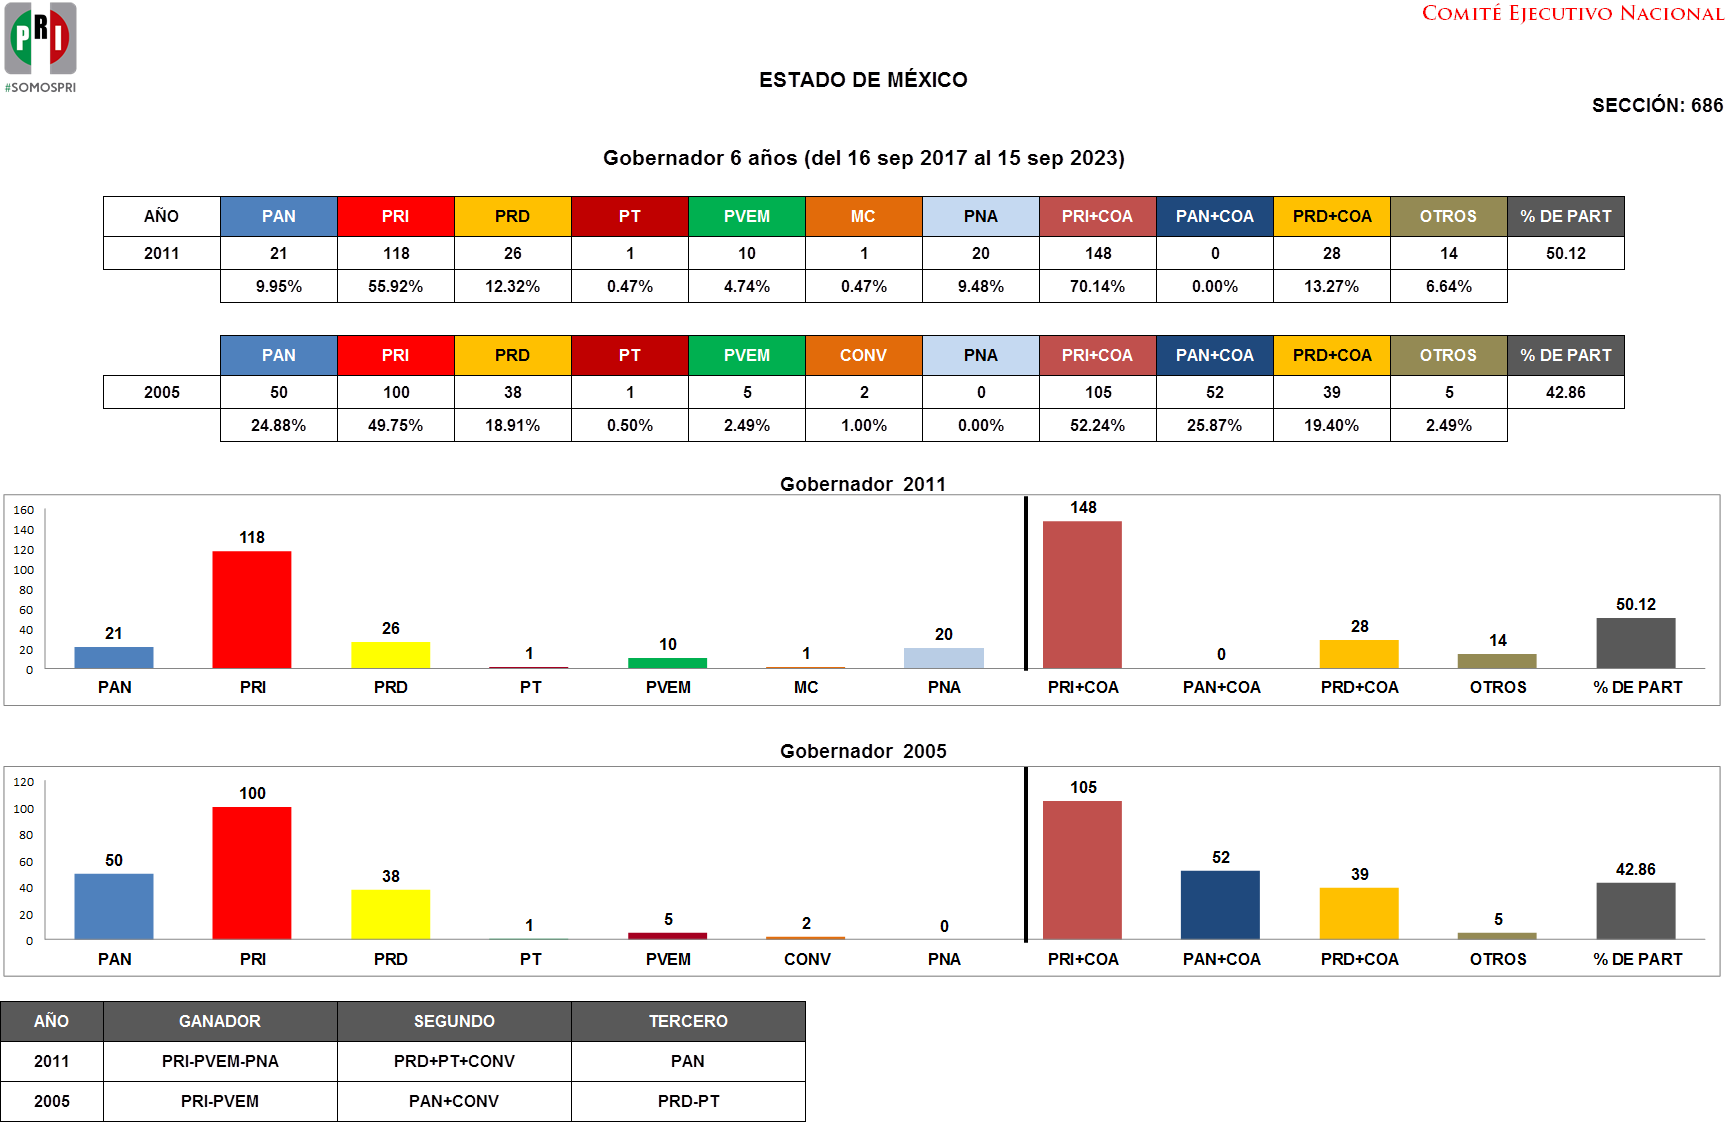 PRI
#SOMOSPRI
COMITÉ EJECUTIVO NACIONAL
ESTADO DE MÉXICO
SECCIÓN: 686
Gobernador 6 años (del 16 sep 2017 al 15 sep 2023)
AÑO PAN PRI PRD PT PVEM MC PNA PRI+COA PAN+COA PRD+COA OTROS % DE PART
2011 21 118 26 1 10 1 20 148 0 28 14 50.12
9.95% 55.92% 12.32% 0.47% 4.74% 0.47% 9.48% 70.14% 0.00% 13.27% 6.64%
PAN PRI PRD PT PVEM CONV PNA PRI+COA PAN+COA PRD+COA OTROS % DE PART
2005 50 100 38 1 5 2 0 105 52 39 5 42.86
24.88% 49.75% 18.91% 0.50% 2.49% 1.00% 0.00% 52.24% 25.87% 19.40% 2.49%
Gobernador 2011
160
140
120
100
80
60
40
20
0
21 118 26 1 10 1 20 148 0 28 14 50.12
PAN PRI PRD PT PVEM MC PNA PRI+COA PAN+COA PRD+COA OTROS % DE PART
Gobernador 2005
120
100
80
60
40
20
0
50 100 38 1 5 2 0 105 52 39 5 42.86
PAN PRI PRD PT PVEM CONV PNA PRI+COA PAN+COA PRD+COA OTROS % DE PART
AÑO GANADOR SEGUNDO TERCERO
2011 PRI-PVEM-PNA PRD+PT+CONV PAN
2005 PRI-PVEM PAN+CONV PRD-PT